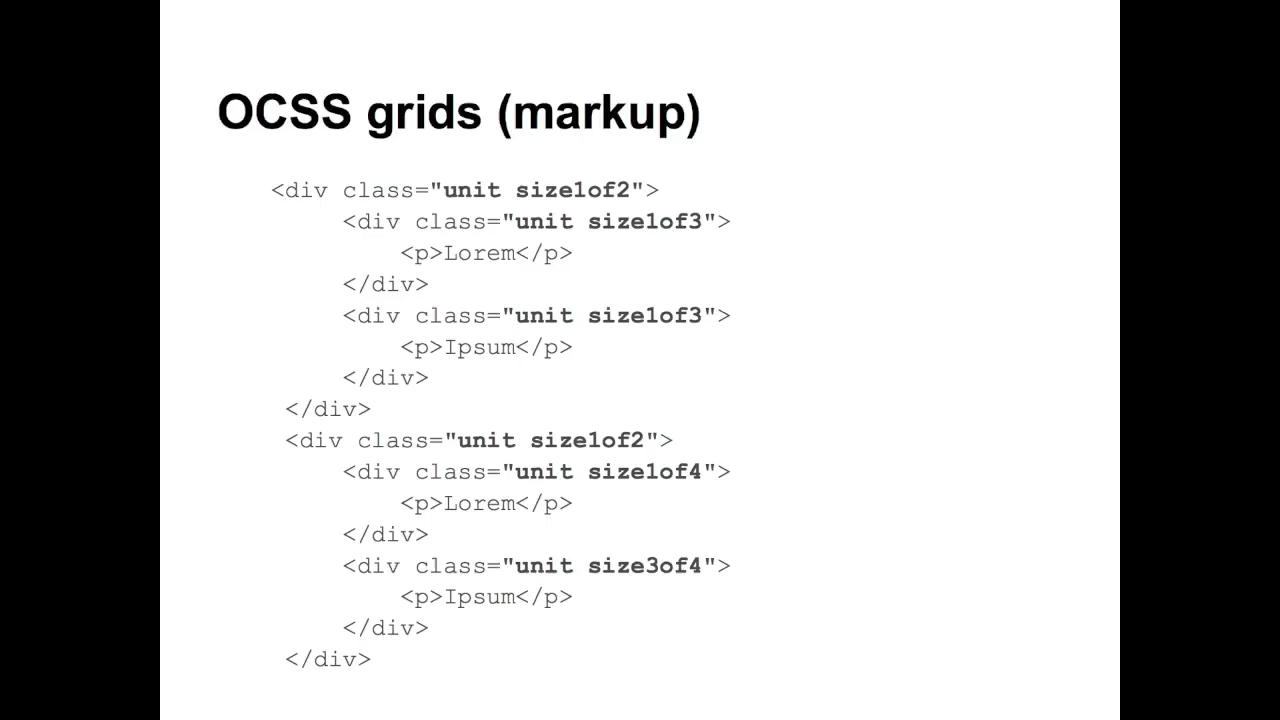 OCSS grids (markup)
<div class="unit size1of2">
<div class="unit size1of3">
<p>Lorem</p>
</div>
<div class="unit size1of3">
<p>Ipsum</p>
</div>
</div>
<div class="unit size1of2">
<div class="unit size1of4">
<p>Lorem</p>
</div>
<div class="unit size3of4">
<p>Ipsum</p>
</div>
</div>